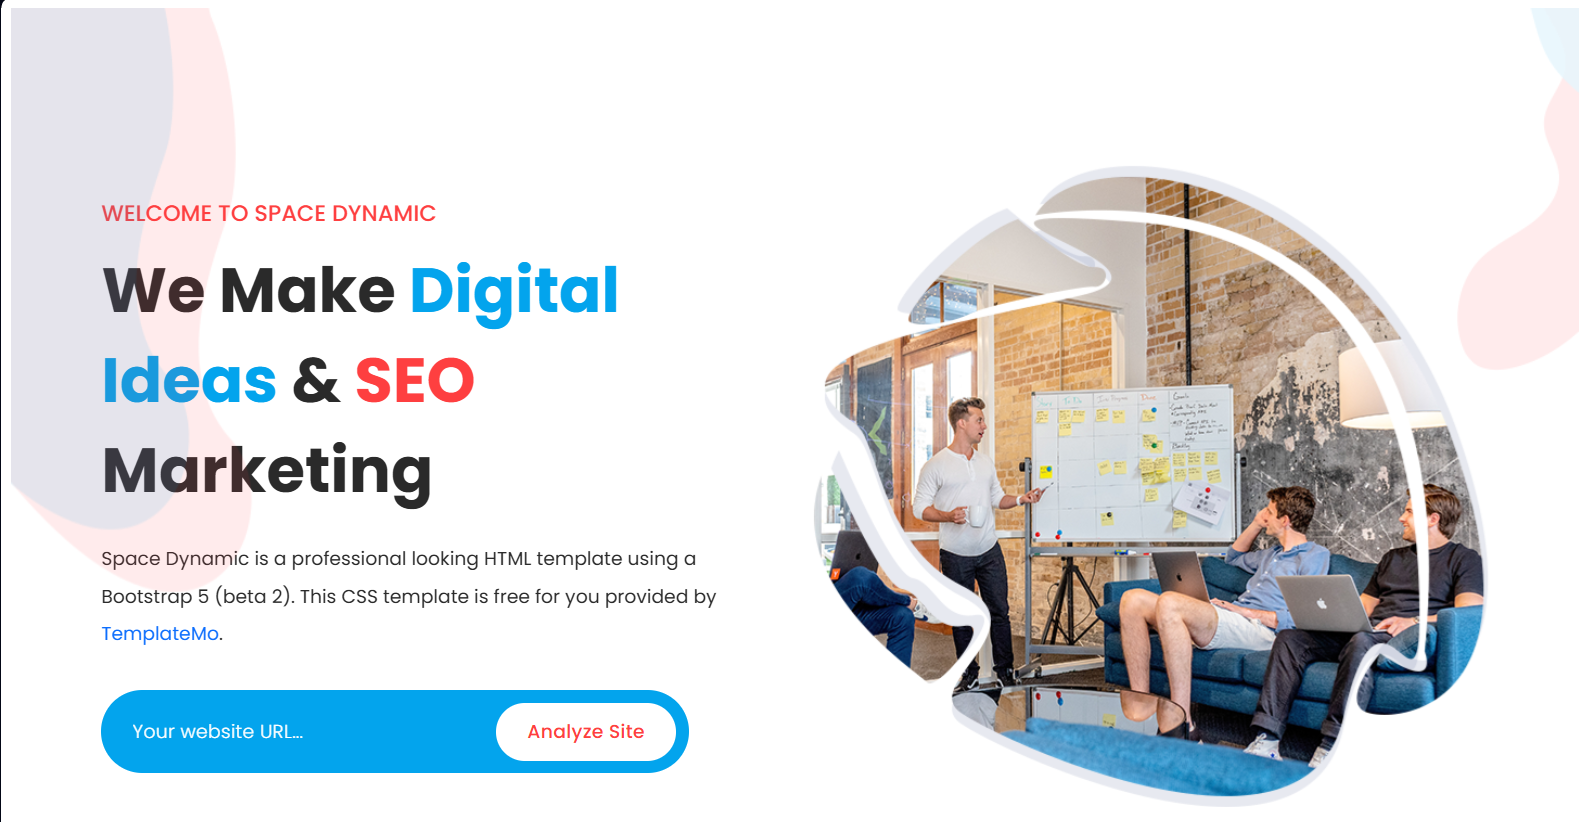 WELCOME TO SPACE DYNAMIC
We Make Digital
Ideas & SEO
Marketing
Space Dynamic is a professional looking HTML template using a
Bootstrap 5 (beta 2). This CSS template is free for you provided by
TemplateMo.
Your website URL...
Analyze Site
Goals